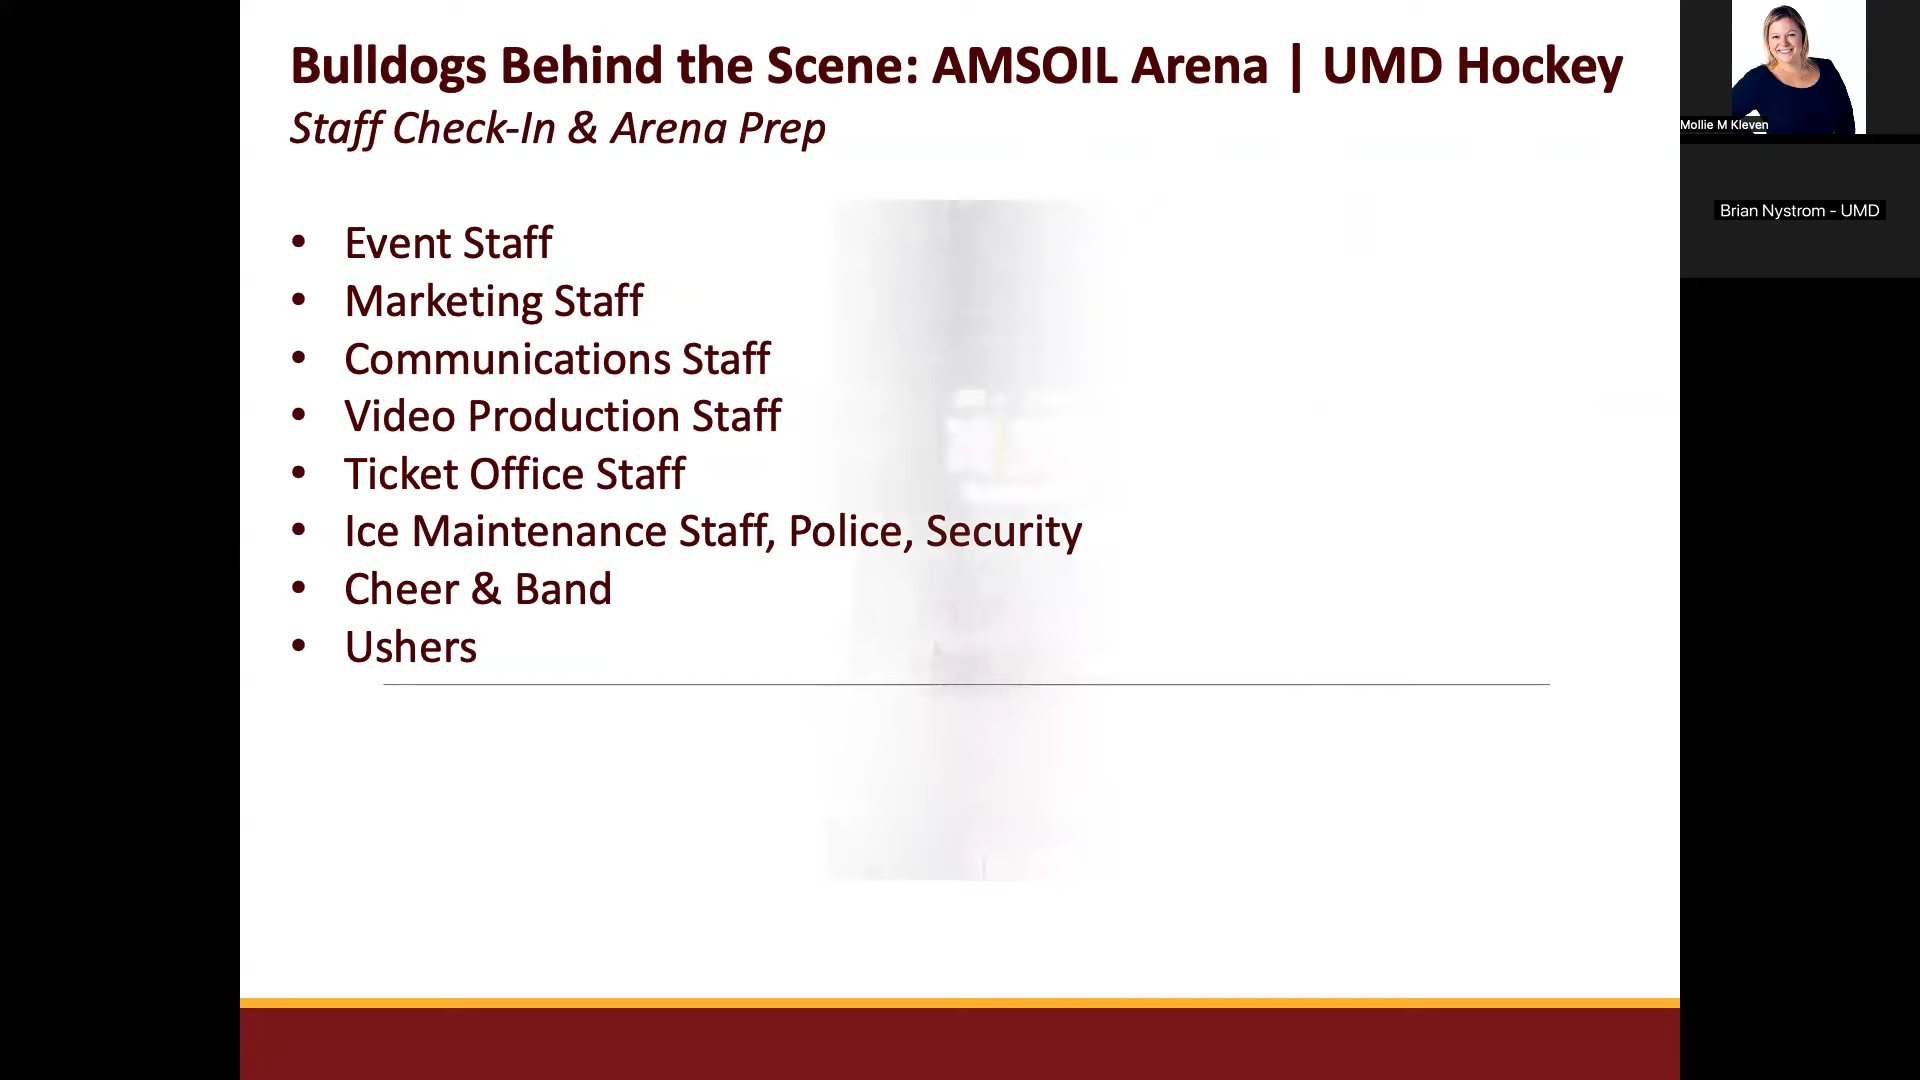 Bulldogs Behind the Scene: AMSOIL Arena | UMD Hockey
Staff Check-In & Arena Prep
• Event Staff
• Marketing Staff
• Communications Staff
• Video Production Staff
• Ticket Office Staff
• Ice Maintenance Staff, Police, Security
• Cheer & Band
• Ushers
Mollie M Kleven
Brian Nystrom - UMD